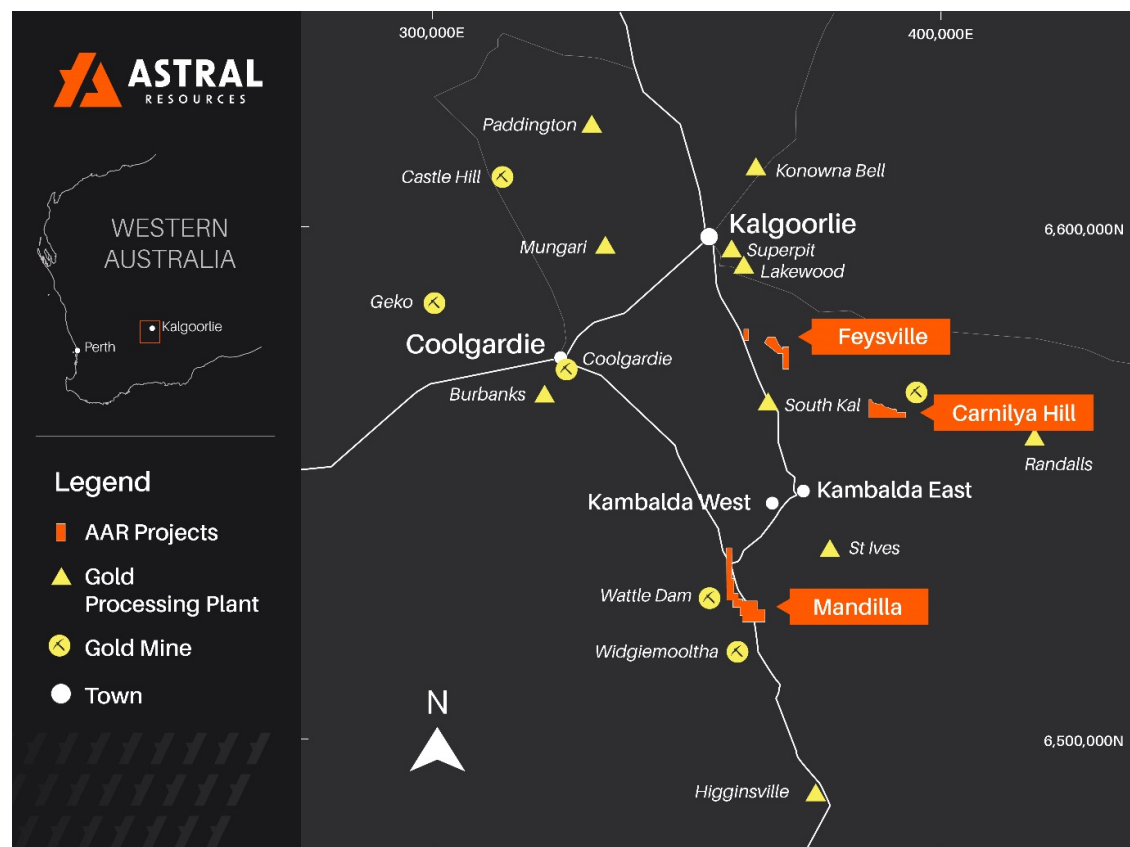 ASTRAL
RESOURCES
WESTERN
AUSTRALIA
Kalgoorlie
Perth
Legend
AAR Projects
Gold
Processing Plant
Gold Mine
Town
300,000E
400,000E
Paddington
Castle Hill
Konowna Bell
Kalgoorlie
6,600,000N
Mungari
Superpit
Lakewood
Geko
Feysville
Coolgardie
Coolgardie
Burbanks
South Kal
Carnilya Hill
Randalls
Kambalda West
Kambalda East
St Ives
Wattle Dam
Mandilla
Widgiemooltha
N
6,500,000N
Higginsville